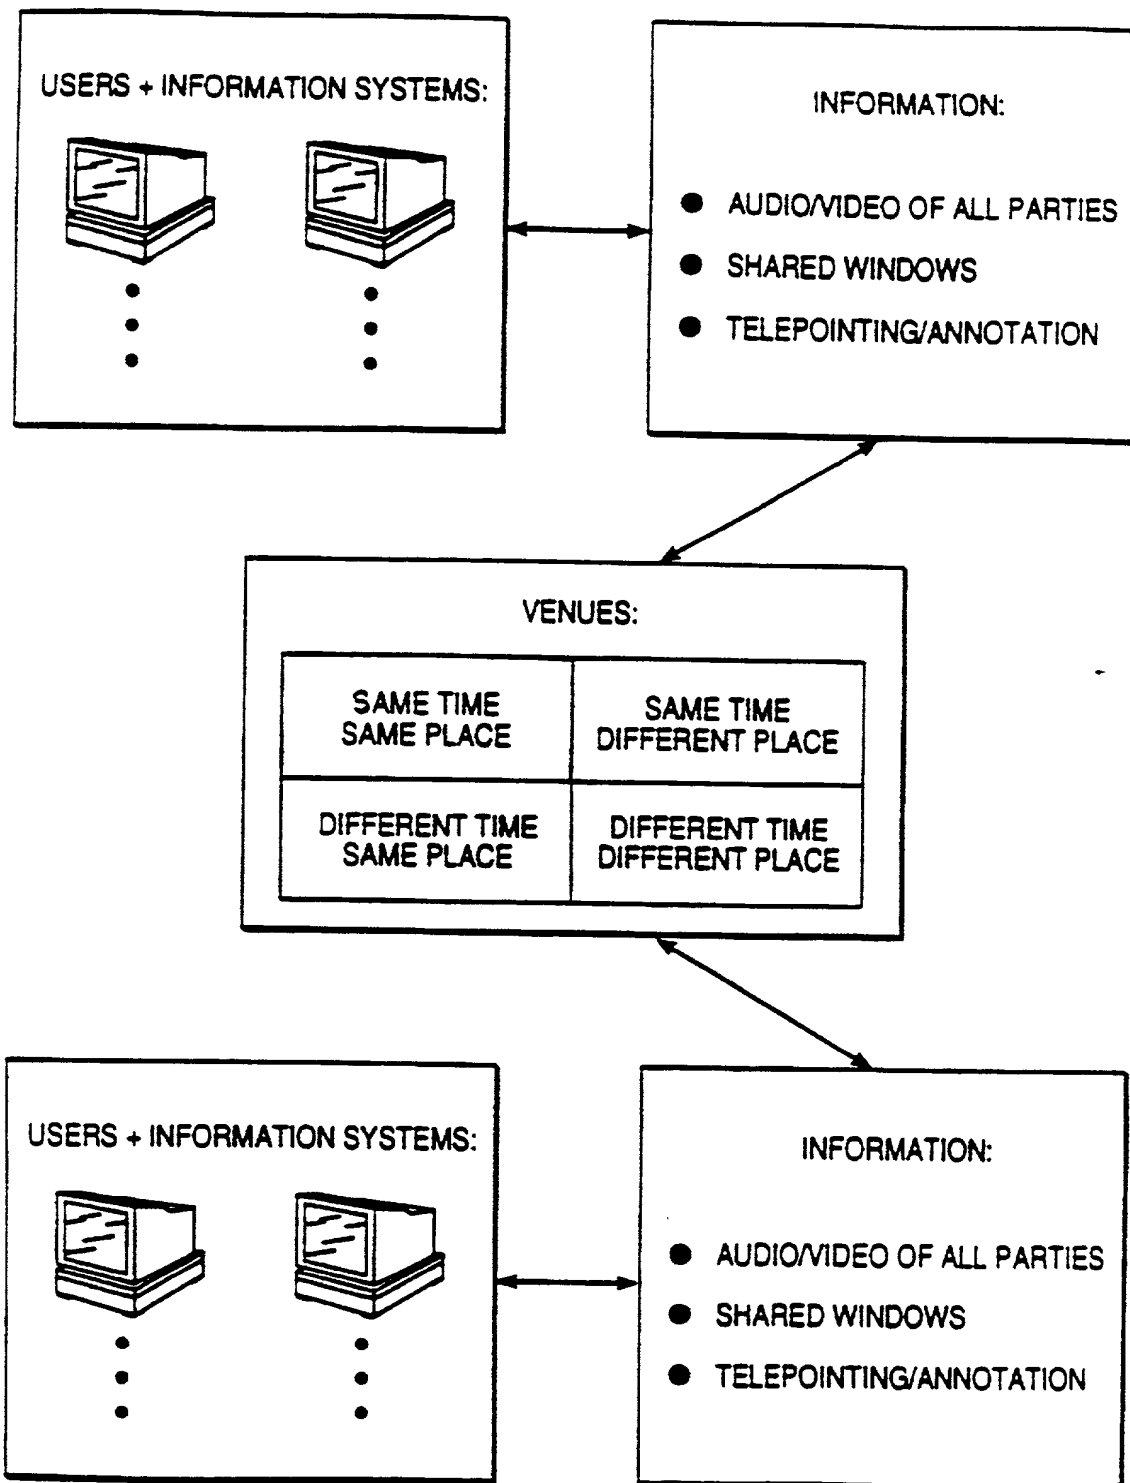 USERS + INFORMATION SYSTEMS:
INFORMATION:
● AUDIO/VIDEO OF ALL PARTIES
● SHARED WINDOWS
● TELEPOINTING/ANNOTATION
VENUES:
SAME TIME
SAME PLACE
SAME TIME
DIFFERENT PLACE
DIFFERENT TIME
SAME PLACE
DIFFERENT TIME
DIFFERENT PLACE
USERS + INFORMATION SYSTEMS:
INFORMATION:
● AUDIO/VIDEO OF ALL PARTIES
● SHARED WINDOWS
● TELEPOINTING/ANNOTATION